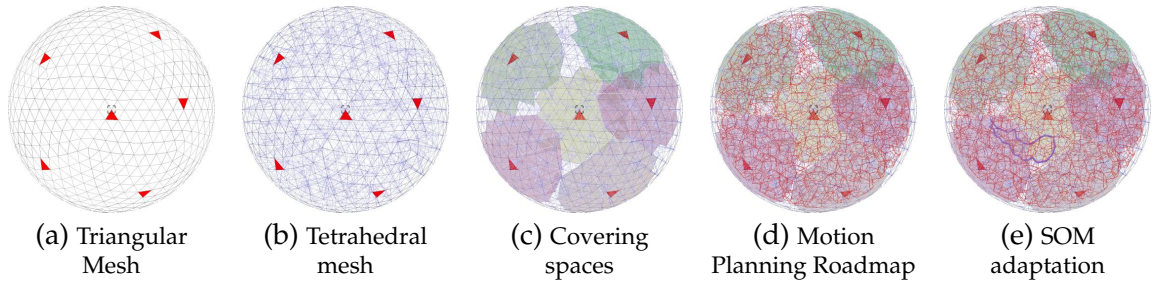 (a) Triangular
Mesh
(b) Tetrahedral
mesh
(c) Covering
spaces
(d) Motion
Planning Roadmap
(e) SOM
adaptation